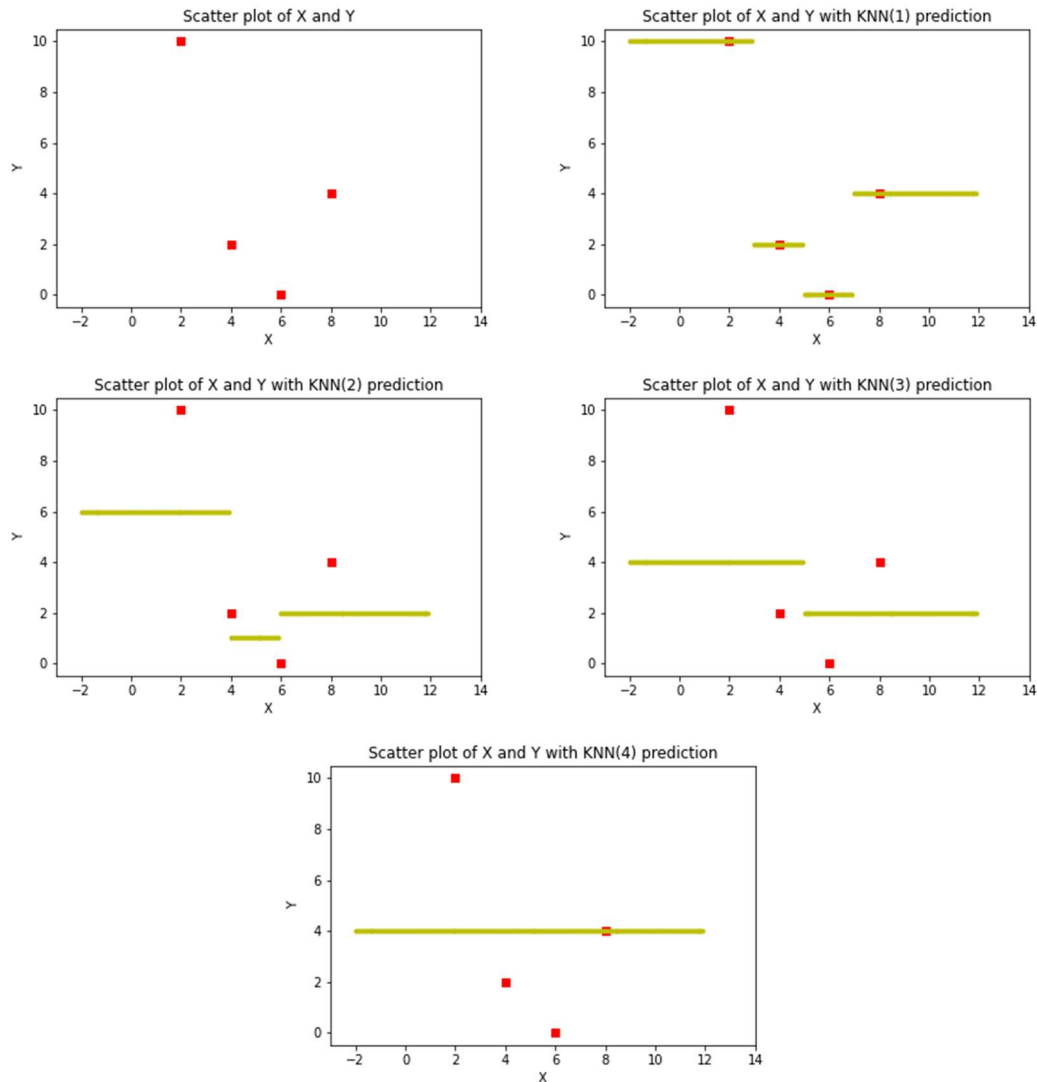 Scatter plot of X and Y
10
8
6
4
2
0
Y
−2 0 2 4 6 8 10 12 14
X
Scatter plot of X and Y with KNN(1) prediction
10
8
6
4
2
0
Y
−2 0 2 4 6 8 10 12 14
X
Scatter plot of X and Y with KNN(2) prediction
10
8
6
4
2
0
Y
−2 0 2 4 6 8 10 12 14
X
Scatter plot of X and Y with KNN(3) prediction
10
8
6
4
2
0
Y
−2 0 2 4 6 8 10 12 14
X
Scatter plot of X and Y with KNN(4) prediction
10
8
6
4
2
0
Y
−2 0 2 4 6 8 10 12 14
X